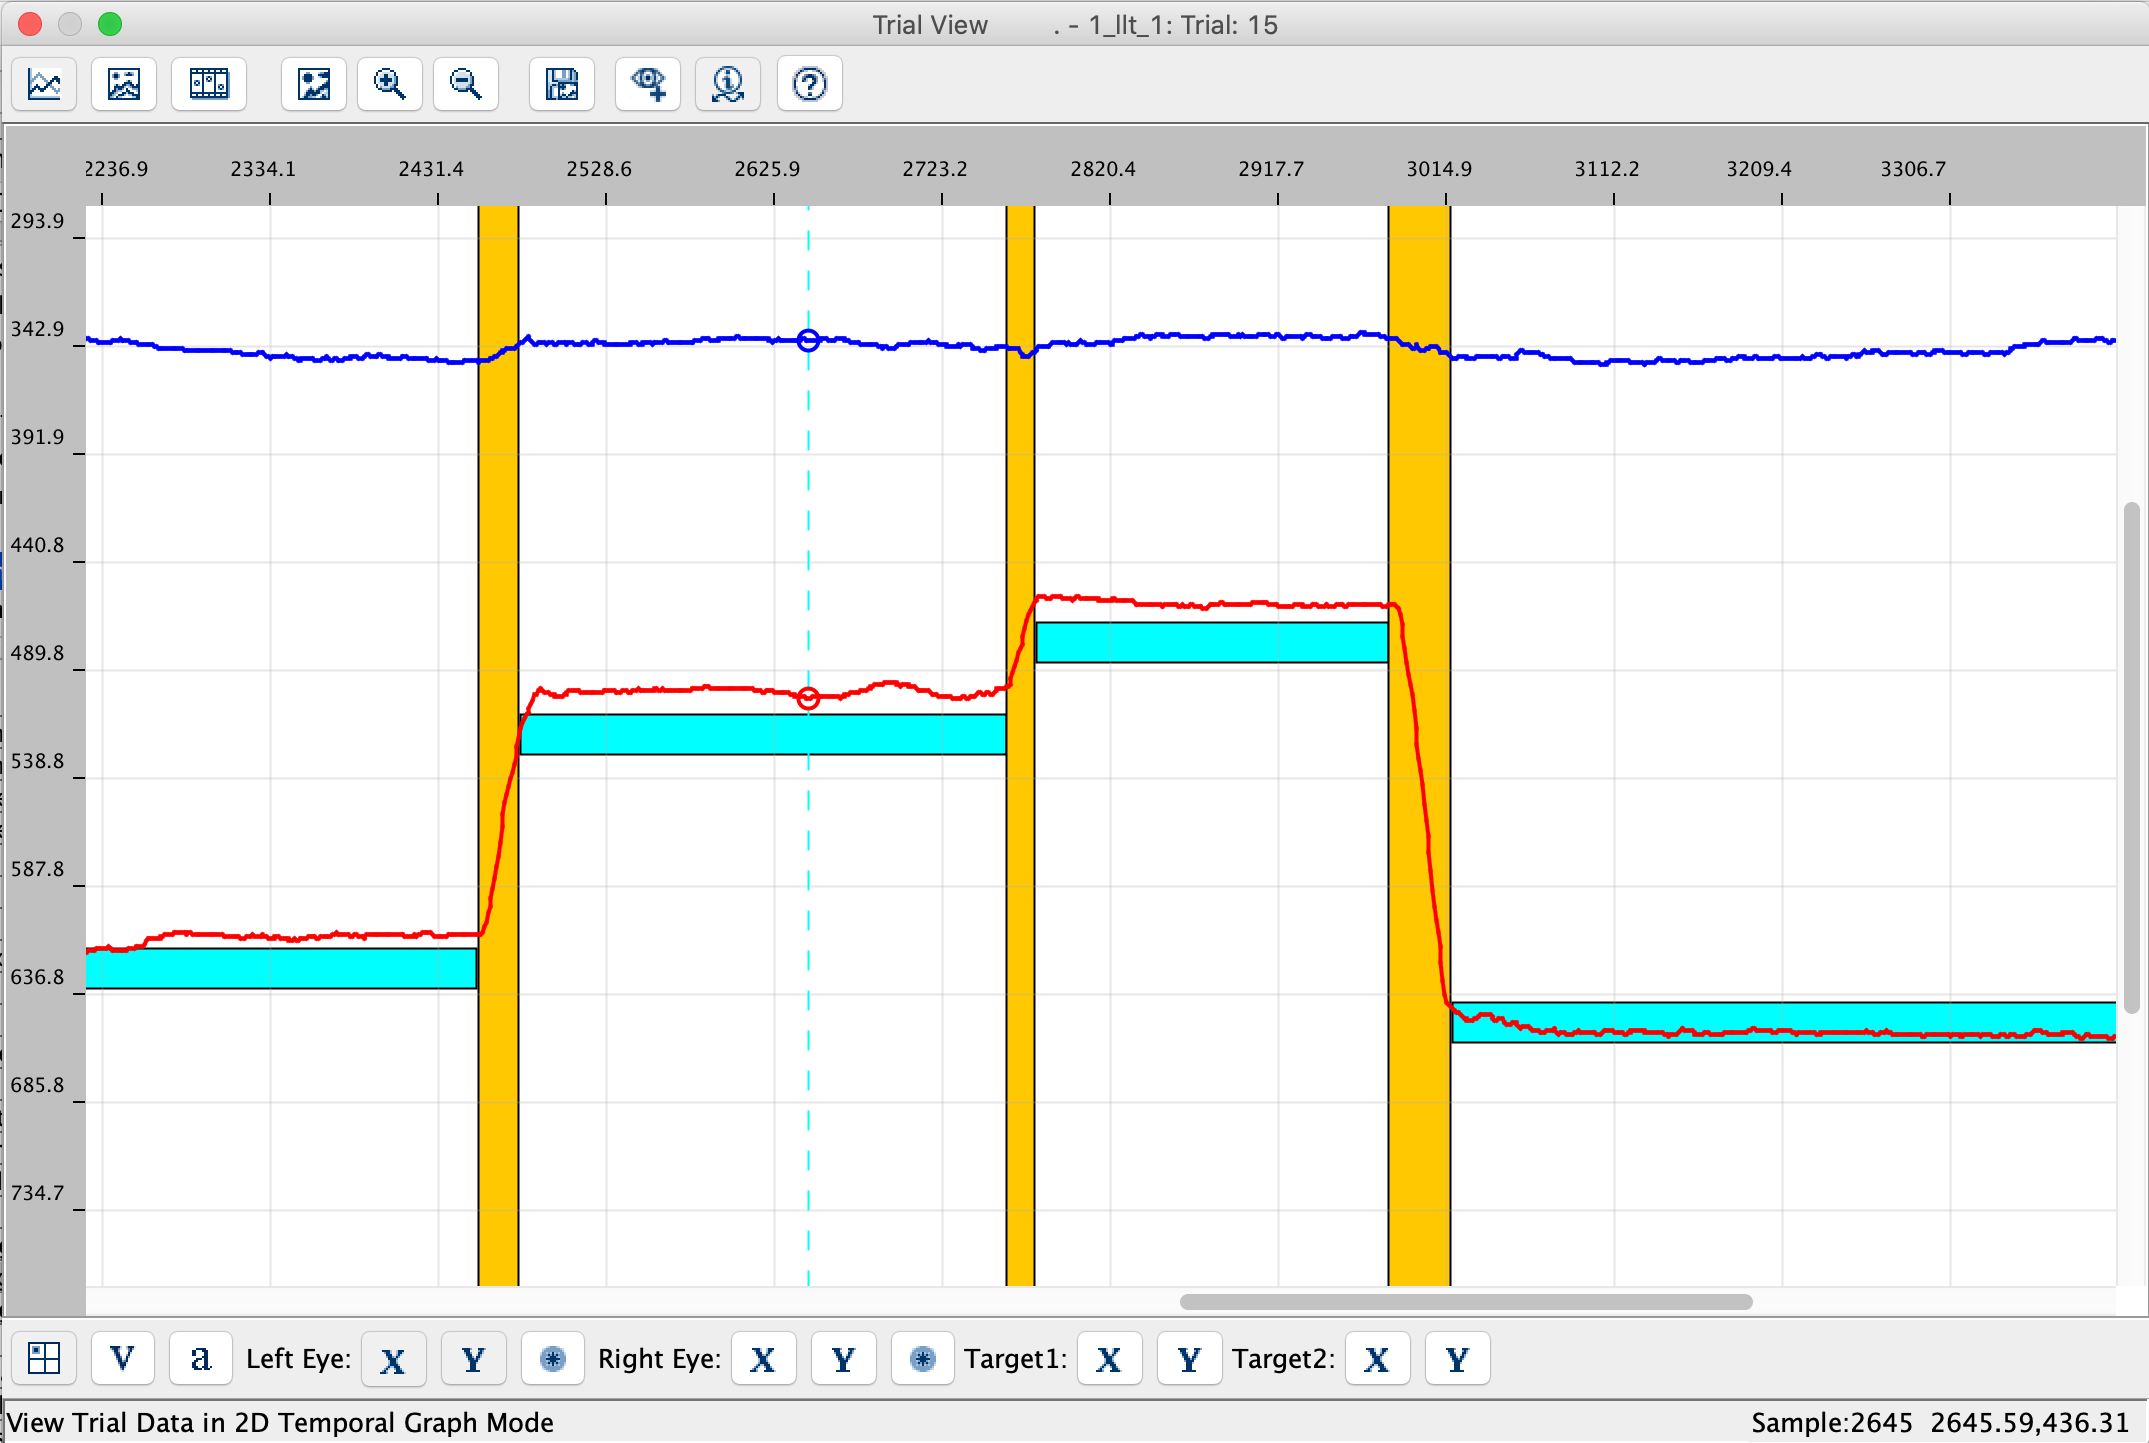 Trial View . - 1_llt_1: Trial: 15
2236.9 2334.1 2431.4 2528.6 2625.9 2723.2 2820.4 2917.7 3014.9 3112.2 3209.4 3306.7
293.9
342.9
391.9
440.8
489.8
538.8
587.8
636.8
685.8
734.7
V a Left Eye: X Y Right Eye: X Y Target1: X Y Target2: X Y
View Trial Data in 2D Temporal Graph Mode Sample:2645 2645.59,436.31